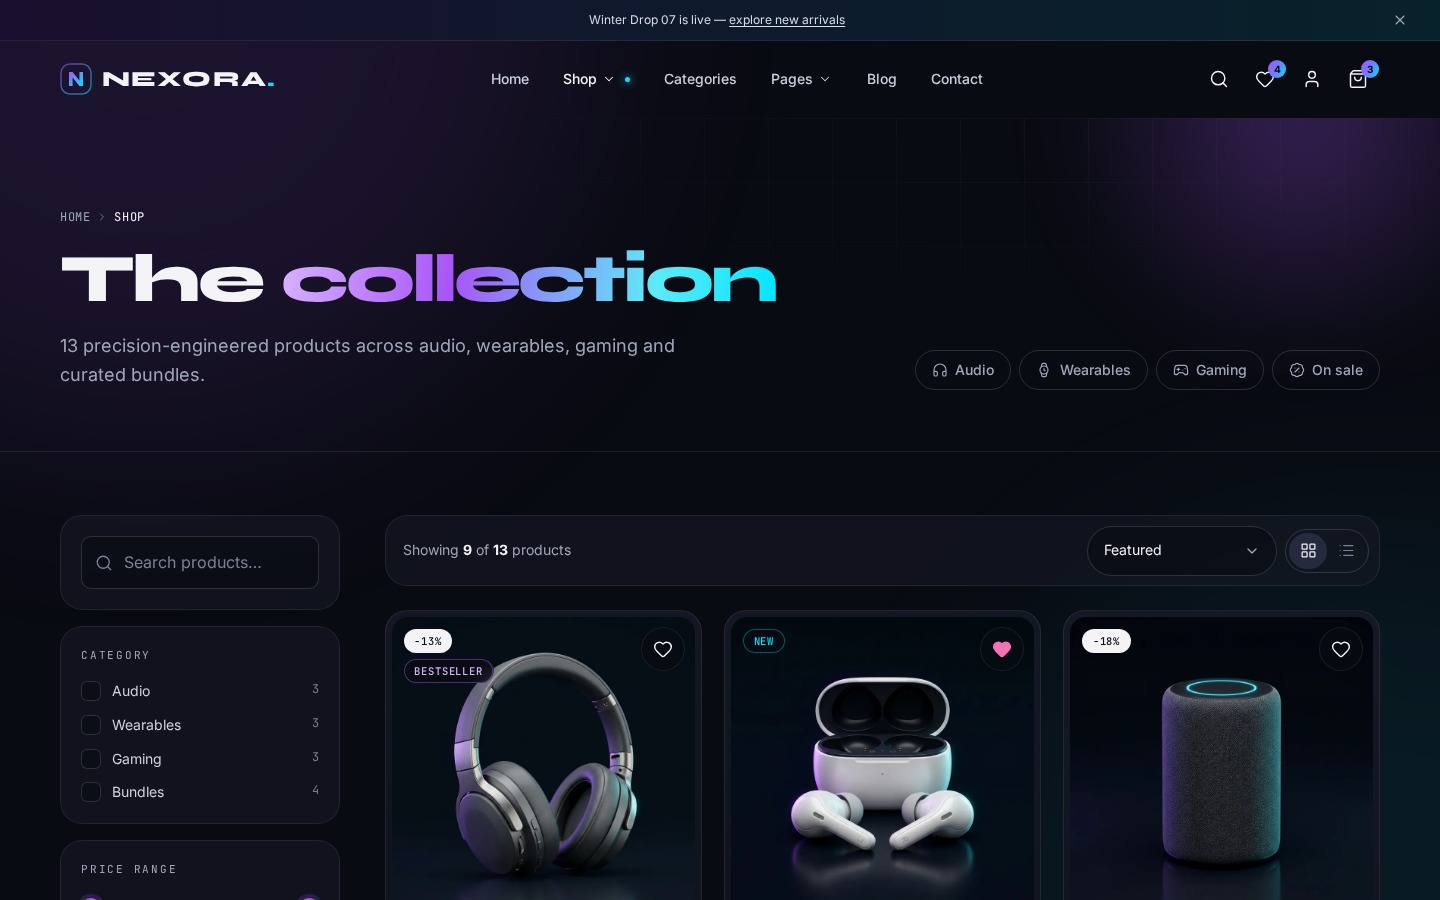 Winter Drop 07 is live — explore new arrivals
N NEXORA.
Home
Shop
Categories
Pages
Blog
Contact
4
3
HOME > SHOP
The collection
13 precision-engineered products across audio, wearables, gaming and
curated bundles.
Audio
Wearables
Gaming
On sale
Search products...
Showing 9 of 13 products
Featured
CATEGORY
Audio 3
Wearables 3
Gaming 3
Bundles 4
PRICE RANGE
-13%
BESTSELLER
NEW
-18%